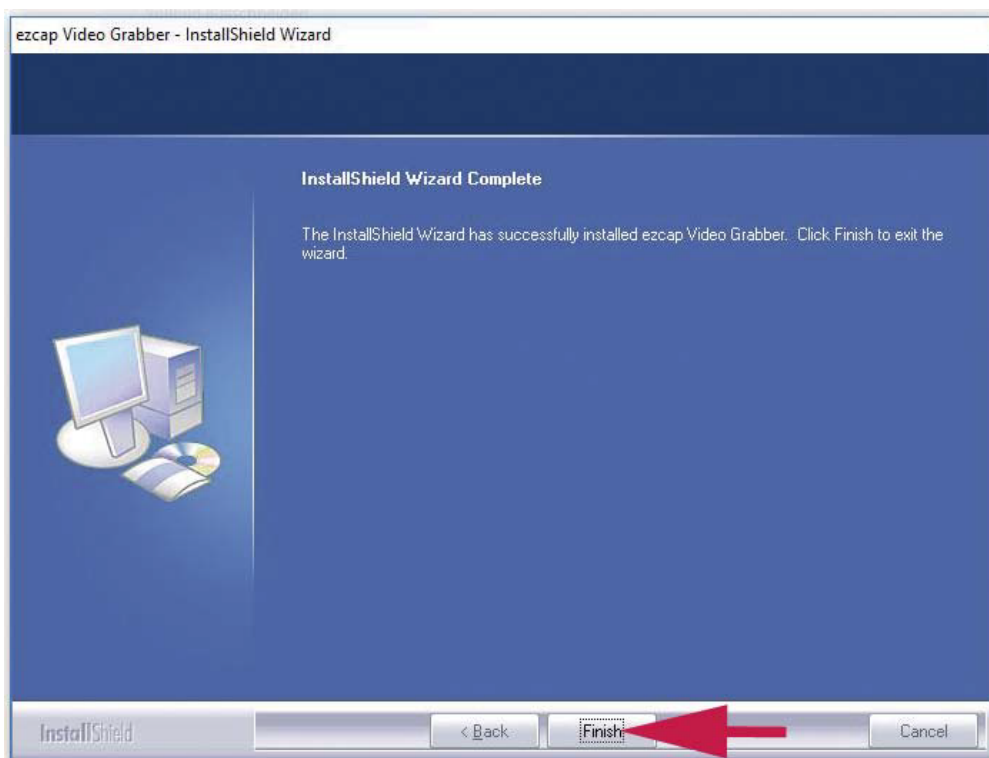 ezcap Video Grabber - InstallShield Wizard
InstallShield Wizard Complete
The InstallShield Wizard has successfully installed ezcap Video Grabber. Click Finish to exit the
wizard.
InstallShield
< Back
Finish
Cancel